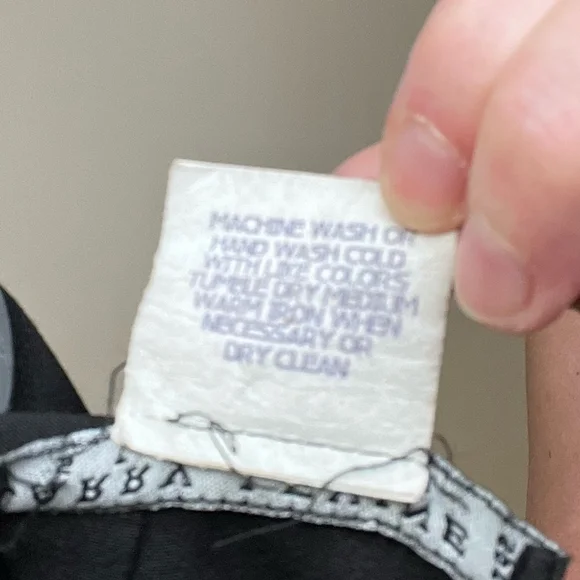 MACHINE WASH OR
HAND WASH COLD
WITH LIKE COLORS,
TUMBLE DRY MEDIUM
WARM IRON WHEN
NECESSARY OR
DRY CLEAN